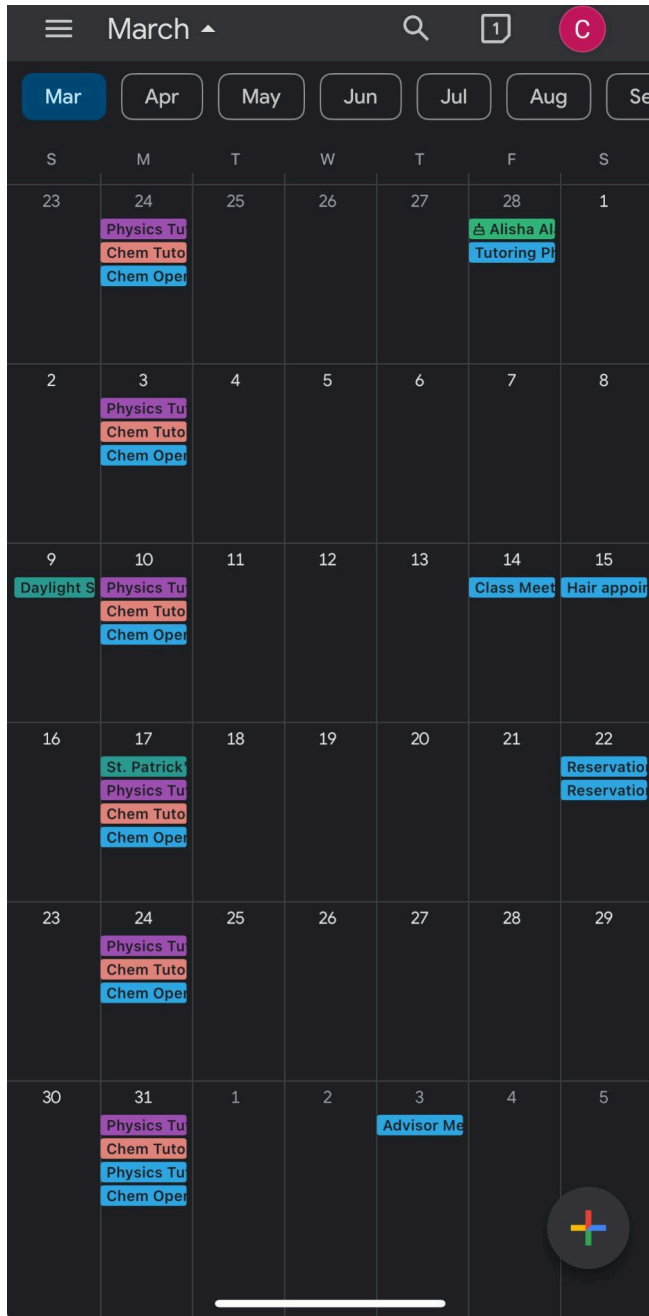 March
1
C
Mar Apr May Jun Jul Aug Se
S M T W T F S
23 24 25 26 27 28 1
Physics Tu
Alisha Al
Chem Tuto
Tutoring Ph
Chem Oper
2 3 4 5 6 7 8
Physics Tu
Chem Tuto
Chem Oper
9 10 11 12 13 14 15
Daylight S
Physics Tu
Class Meet
Hair appoin
Chem Tuto
Chem Oper
16 17 18 19 20 21 22
St. Patrick'
Reservatio
Physics Tu
Reservatio
Chem Tuto
Chem Oper
23 24 25 26 27 28 29
Physics Tu
Chem Tuto
Chem Oper
30 31 1 2 3 4 5
Physics Tu
Advisor Me
Chem Tuto
Physics Tu
Chem Oper